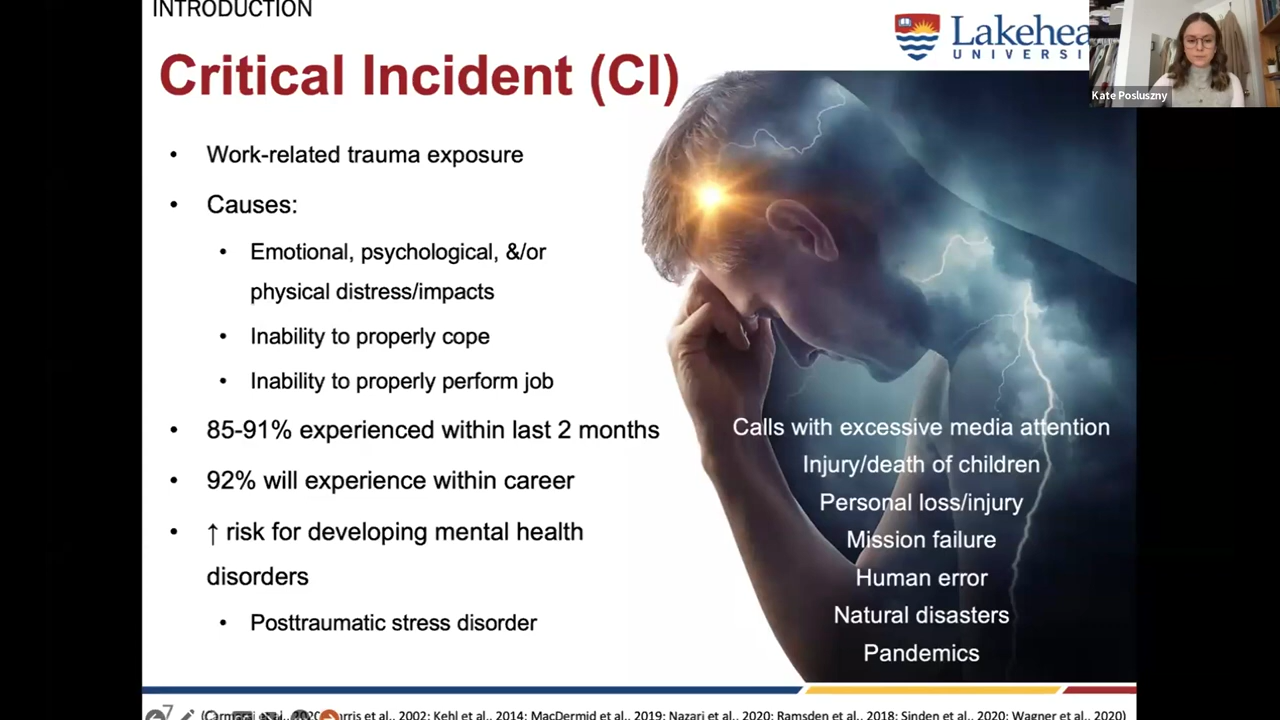 INTRODUCTION
Lakehea
UNIVERSI
Kate Posluszny
Critical Incident (CI)
• Work-related trauma exposure
• Causes:
• Emotional, psychological, &/or
physical distress/impacts
• Inability to properly cope
• Inability to properly perform job
• 85-91% experienced within last 2 months
• 92% will experience within career
• ↑ risk for developing mental health
disorders
• Posttraumatic stress disorder
Calls with excessive media attention
Injury/death of children
Personal loss/injury
Mission failure
Human error
Natural disasters
Pandemics
7
et al., 2002; Kehl et al., 2014; MacDermid et al., 2019; Nazari et al., 2020; Ramsden et al., 2018; Sinden et al., 2020; Wagner et al., 2020)